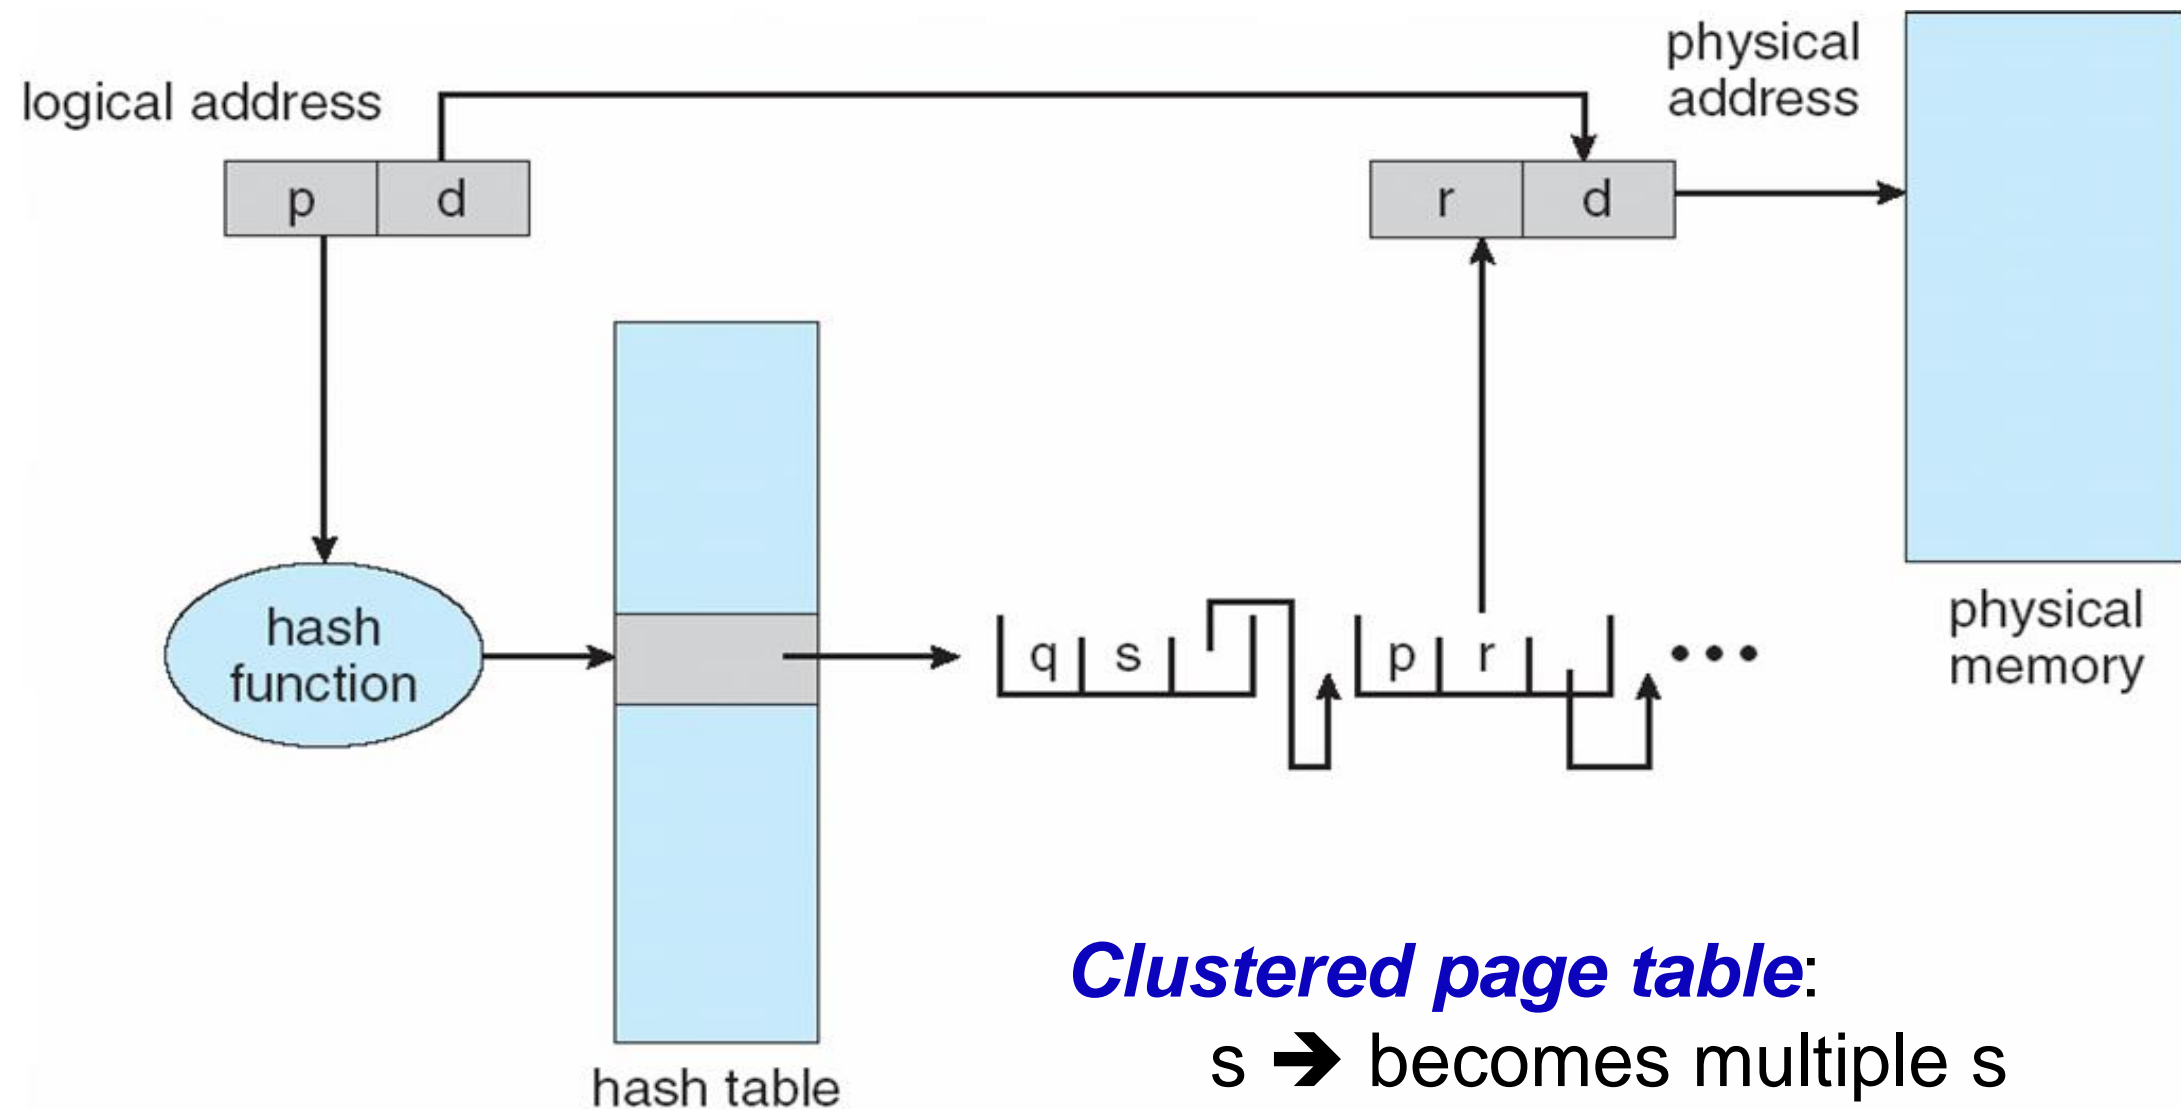 logical address
p d
physical
address
r d
hash
function
q s
p r
physical
memory
hash table
Clustered page table:
s ➔ becomes multiple s